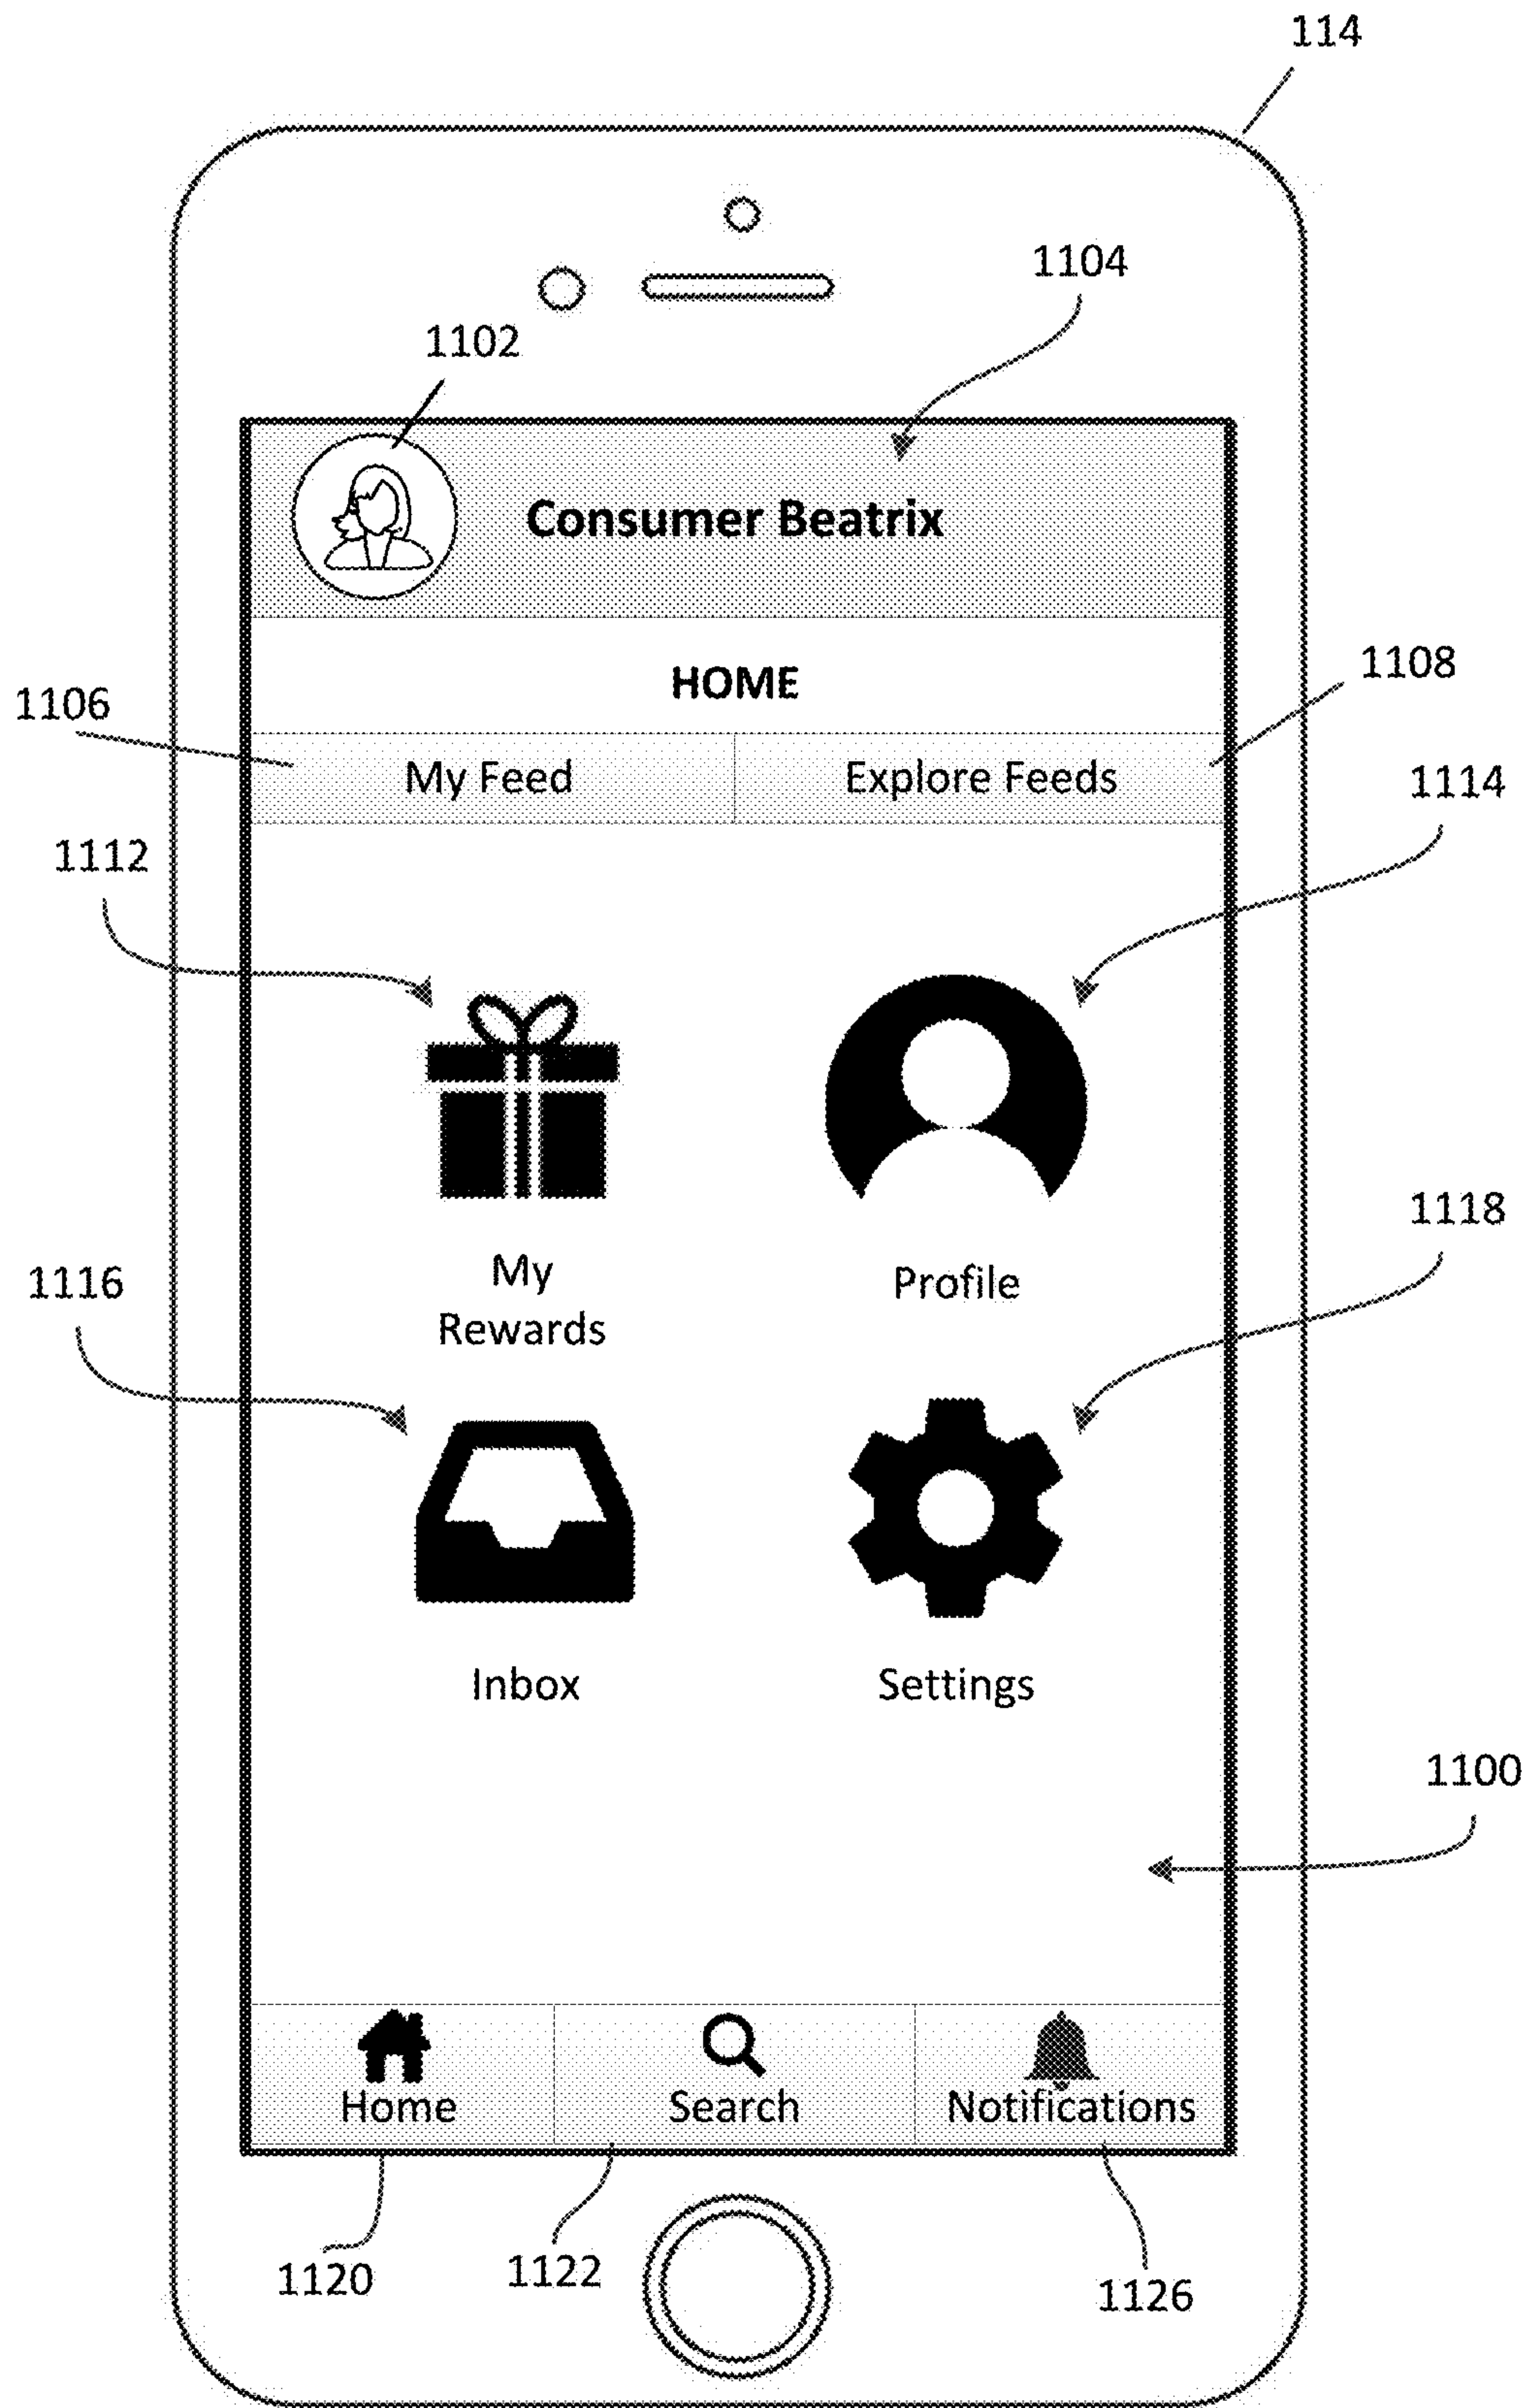 114
1104
1102
Consumer Beatrix
HOME
1108
1106
My Feed
Explore Feeds
1114
1112
My
Rewards
Profile
1118
1116
Inbox
Settings
1100
Home
Search
Notifications
1120
1122
1126